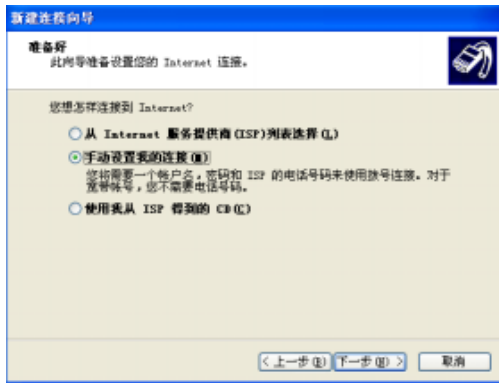 新建连接向导
准备好
此向导准备设置您的 Internet 连接。
您想怎样连接到 Internet?
从 Internet 服务提供商(ISP)列表选择(L)
手动设置我的连接(M)
您将需要一个帐户名，密码和 ISP 的电话号码来使用拨号连接。对于
宽带帐号，您不需要电话号码。
使用我从 ISP 得到的 CD(C)
<上一步(B) 下一步(N)> 取消